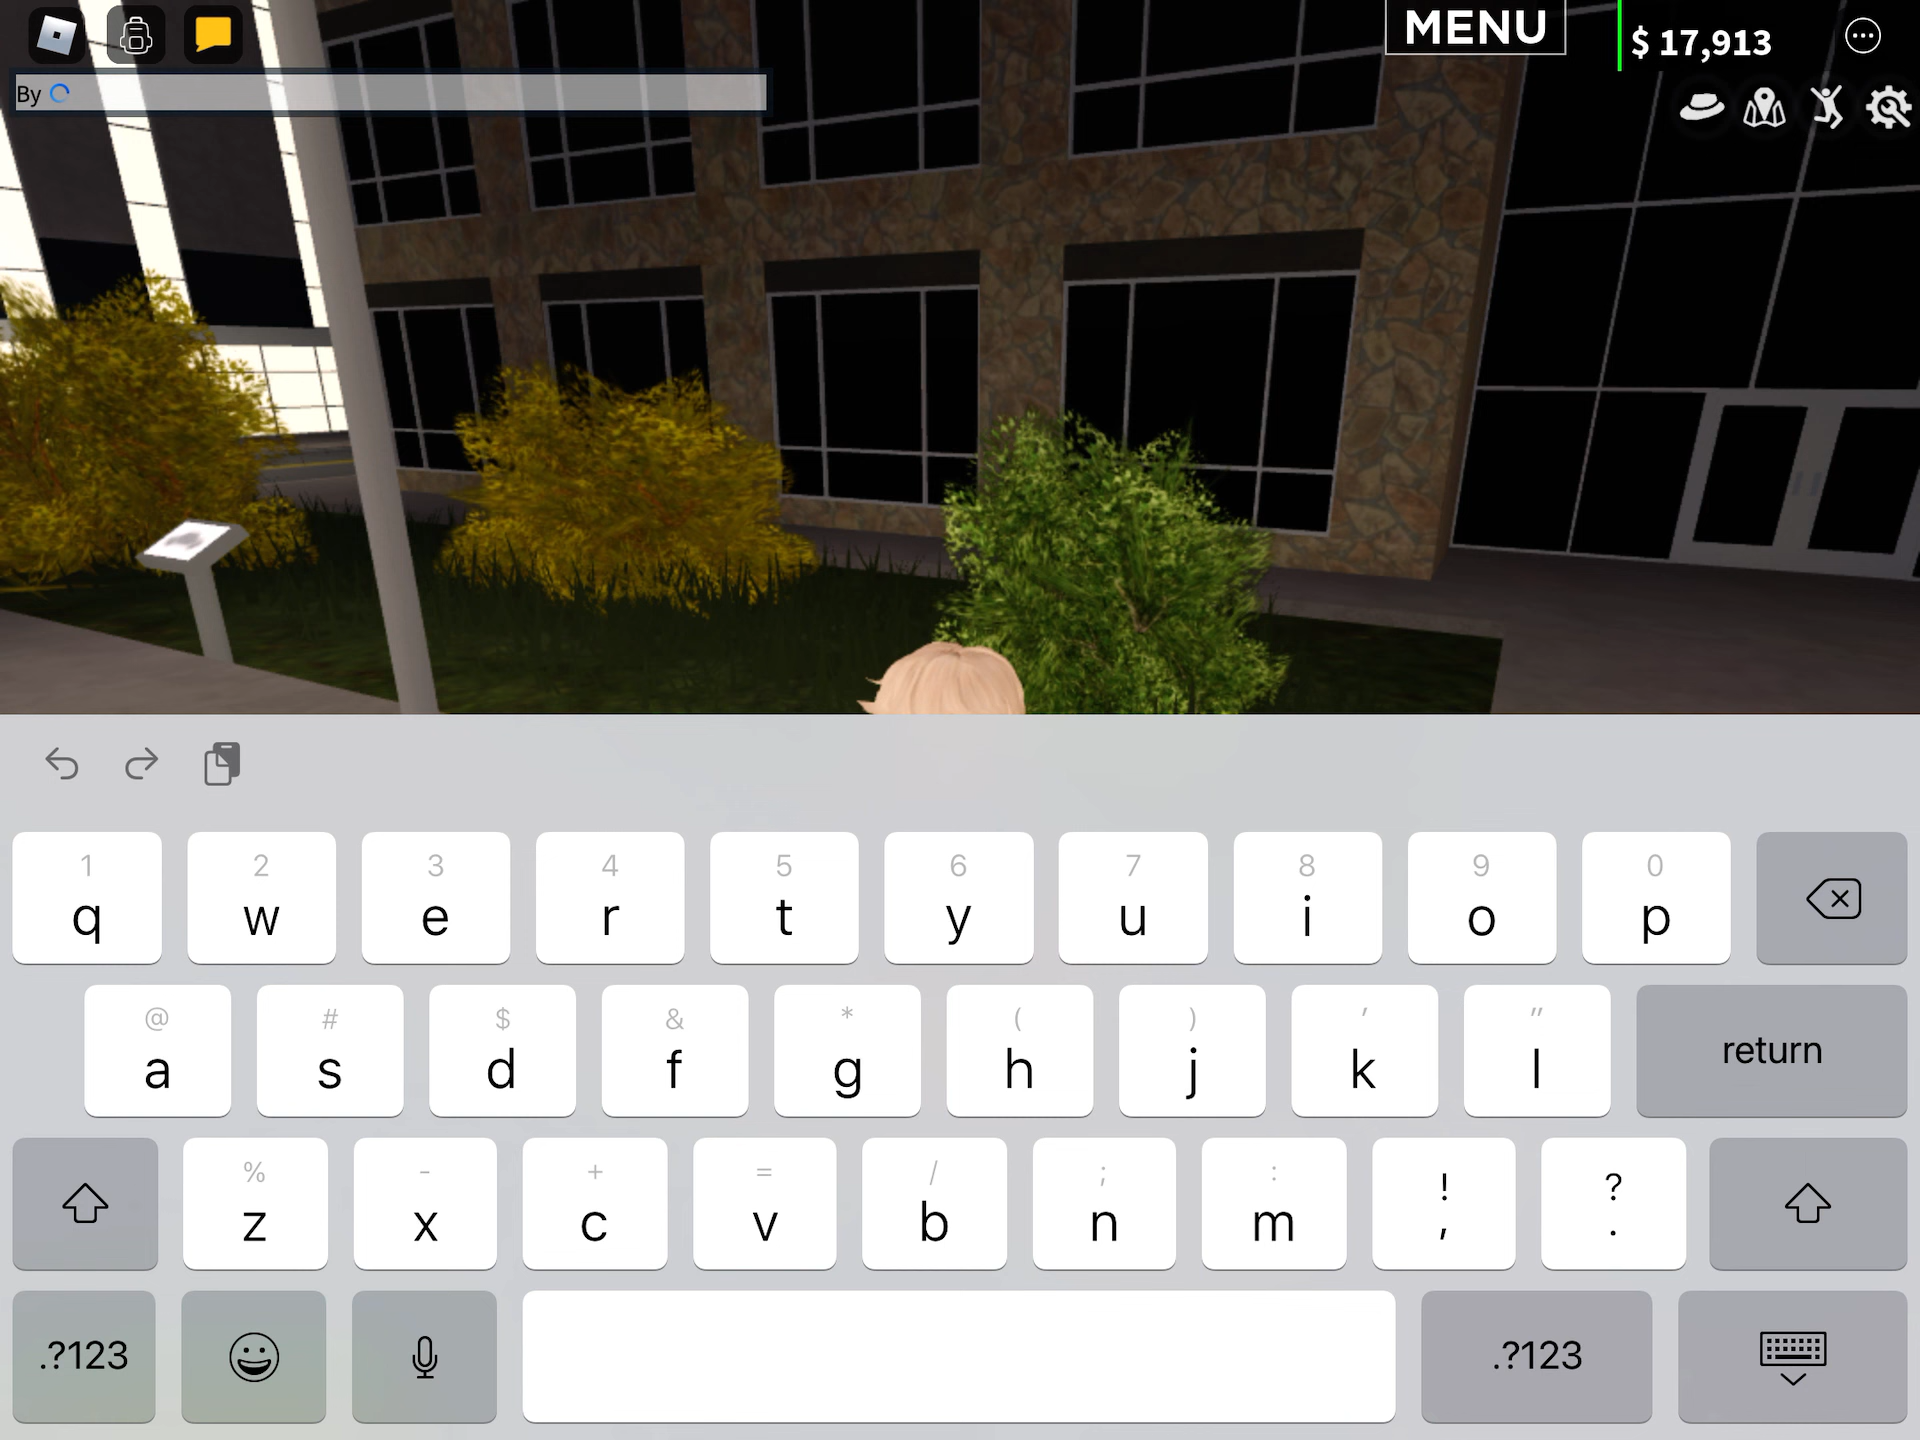 MENU
$ 17,913
By
1 2 3 4 5 6 7 8 9 0
q w e r t y u i o p
@ # $ & * ( ) ' "
a s d f g h j k l return
% - + = / ; : ! ?
z x c v b n m , .
.?123 .?123